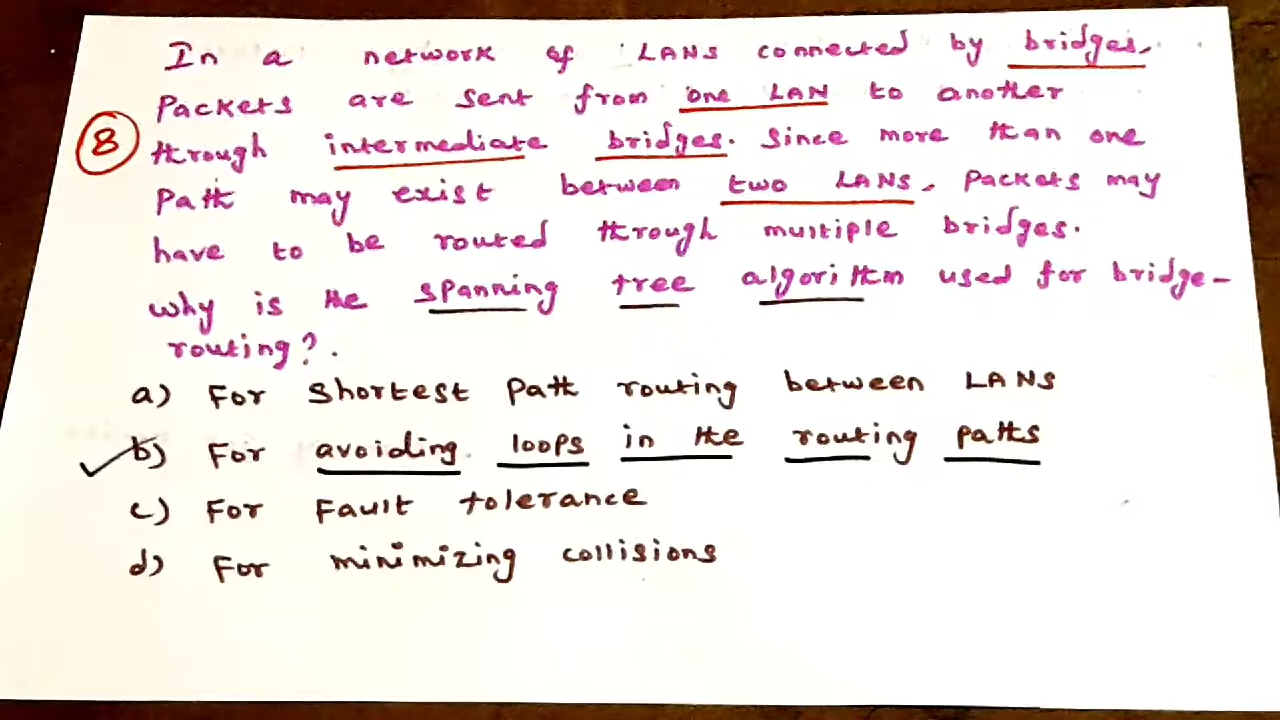 In a network of LANs connected by bridges.
Packets are sent from one LAN to another
⑧ through intermediate bridges. Since more than one
Path may exist between two LANS. Packets may
have to be routed through multiple bridges.
why is the spanning tree algorithm used for bridge-
routing?.
a) For shortest path routing between LANS
b) For avoiding loops in the routing paths
c) For Fault tolerance
d) For minimizing collisions